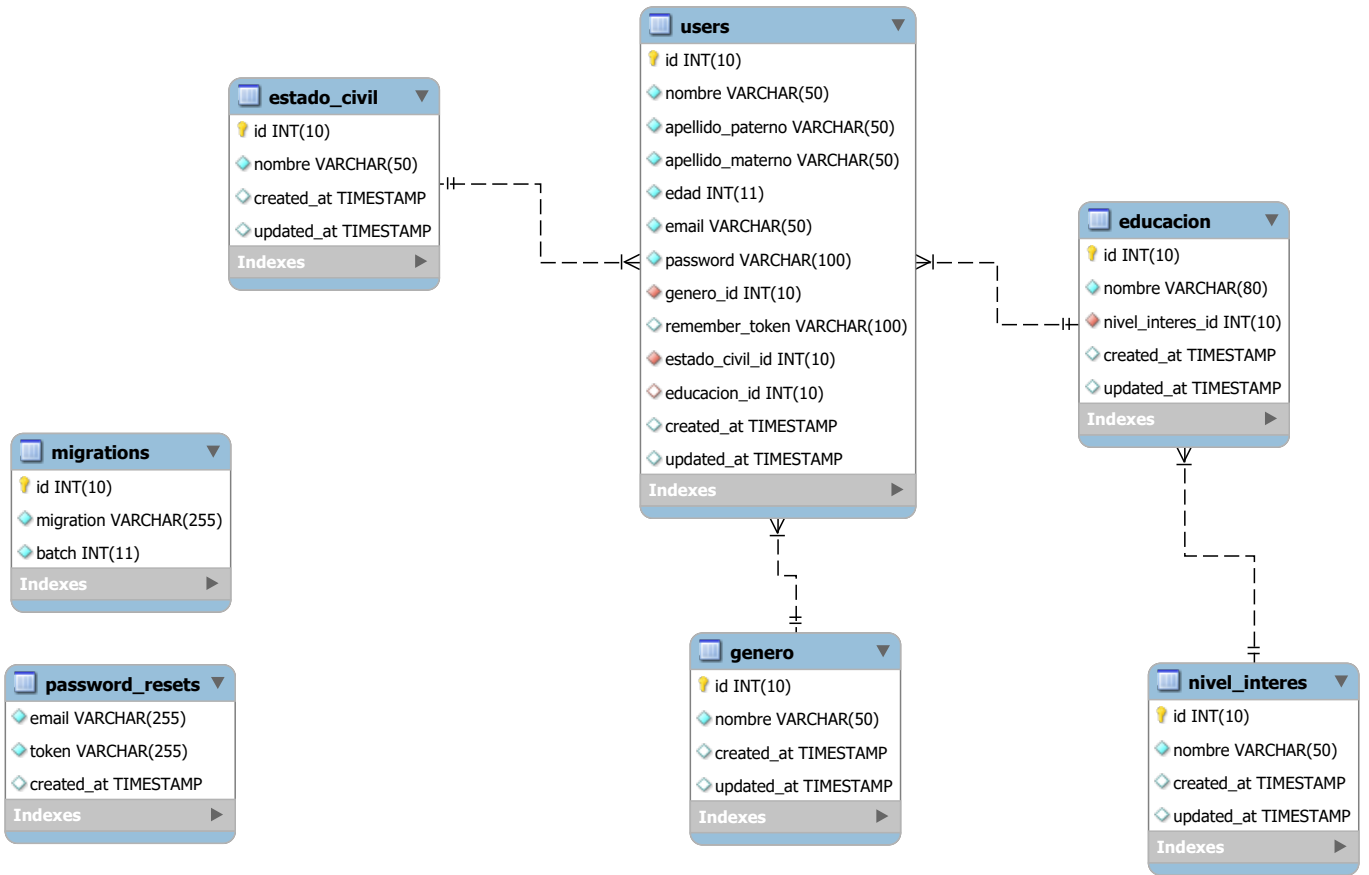 users
id INT(10)
nombre VARCHAR(50)
apellido_paterno VARCHAR(50)
apellido_materno VARCHAR(50)
edad INT(11)
email VARCHAR(50)
password VARCHAR(100)
genero_id INT(10)
remember_token VARCHAR(100)
estado_civil_id INT(10)
educacion_id INT(10)
created_at TIMESTAMP
updated_at TIMESTAMP
Indexes
estado_civil
id INT(10)
nombre VARCHAR(50)
created_at TIMESTAMP
updated_at TIMESTAMP
Indexes
educacion
id INT(10)
nombre VARCHAR(80)
nivel_interes_id INT(10)
created_at TIMESTAMP
updated_at TIMESTAMP
Indexes
migrations
id INT(10)
migration VARCHAR(255)
batch INT(11)
Indexes
password_resets
email VARCHAR(255)
token VARCHAR(255)
created_at TIMESTAMP
Indexes
genero
id INT(10)
nombre VARCHAR(50)
created_at TIMESTAMP
updated_at TIMESTAMP
Indexes
nivel_interes
id INT(10)
nombre VARCHAR(50)
created_at TIMESTAMP
updated_at TIMESTAMP
Indexes